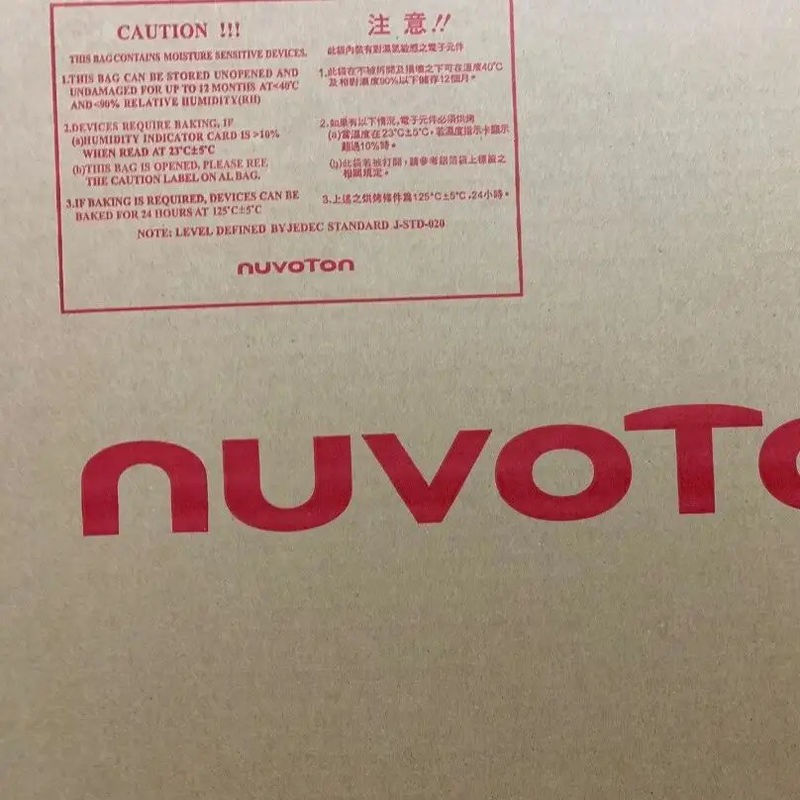 CAUTION !!!
THIS BAG CONTAINS MOISTURE SENSITIVE DEVICES.
1.THIS BAG CAN BE STORED UNOPENED AND
UNDAMAGED FOR UP TO 12 MONTHS AT<40°C
AND<90% RELATIVE HUMIDITY(RH)
2.DEVICES REQUIRE BAKING, IF
(a)HUMIDITY INDICATOR CARD IS >10%
WHEN READ AT 23°C±5°C
(b)THIS BAG IS OPENED, PLEASE REE
THE CAUTION LABEL ON AL BAG.
3.IF BAKING IS REQUIRED, DEVICES CAN BE
BAKED FOR 24 HOURS AT 125°C±5°C
注意!!
此袋內裝有對濕氣敏感之電子元件
1.此袋在不被拆開及損壞之下可在溫度40°C
及相對濕度90%以下儲存12個月。
2.如果有以下情況,電子元件必須烘烤
(a)當溫度在23°C±5°C,若濕度指示卡顯示
超過10%時。
(b)此袋若被打開,請參考鋁箔袋上標籤之
相關規定。
3.上述之烘烤條件為125°C±5°C,24小時。
NOTE: LEVEL DEFINED BY JEDEC STANDARD J-STD-020
nuvoTon
nuvoTo